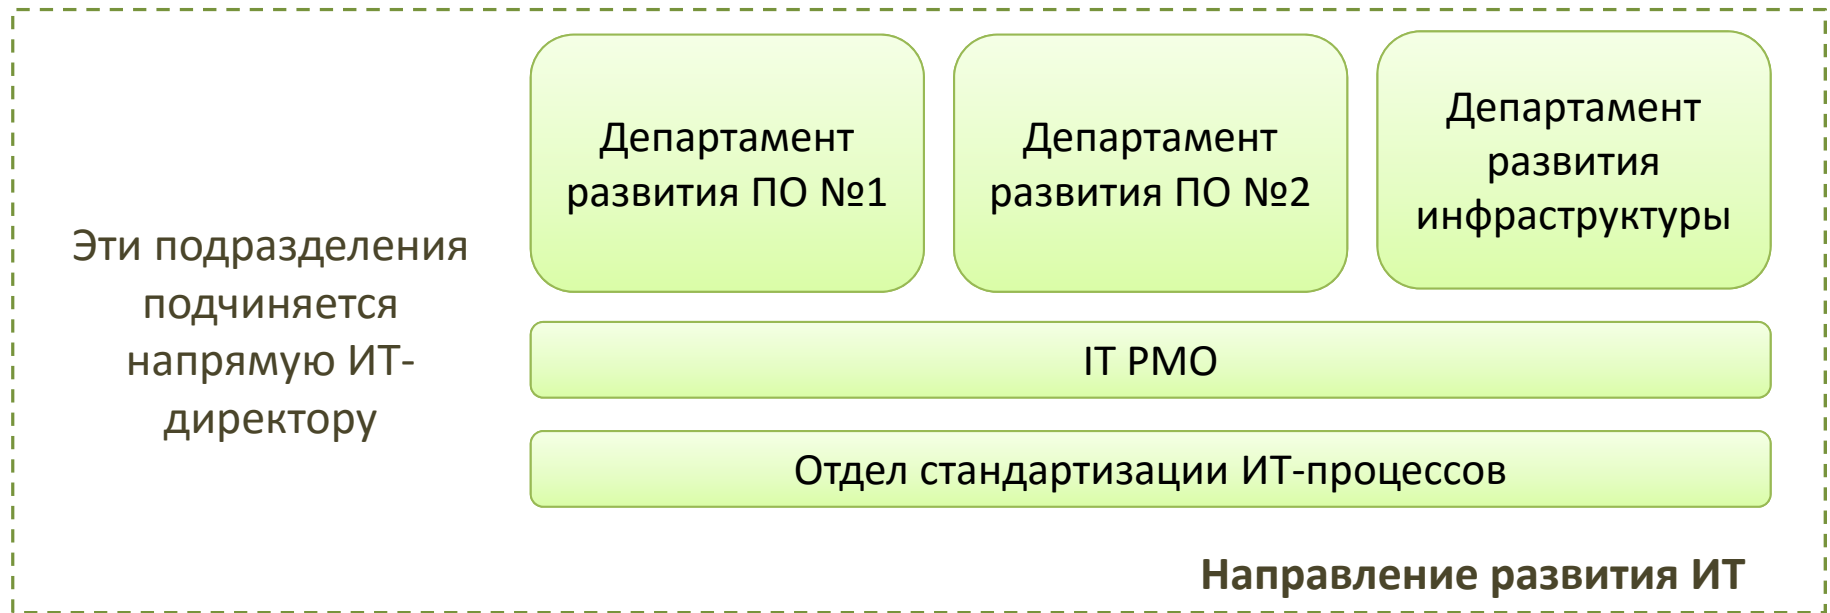 Эти подразделения
подчиняется
напрямую ИТ-
директору
Департамент
развития ПО №1
Департамент
развития ПО №2
Департамент
развития
инфраструктуры
IT PMO
Отдел стандартизации ИТ-процессов
Направление развития ИТ